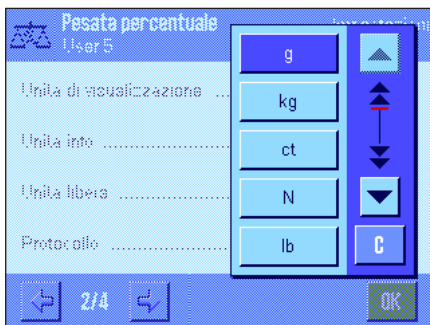 Pesata percentuale
User 5
Unità di visualizzazione ...
Unità info ......................
Unità libera ....................
Protocollo ......................
g
kg
ct
N
lb
C
2/4
OK